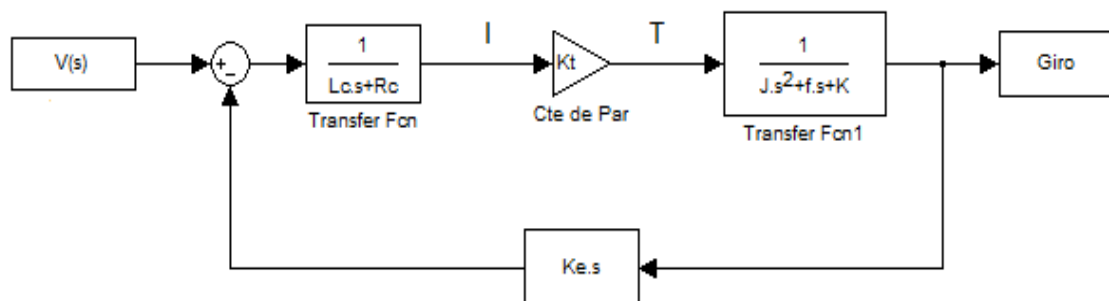 V(s)
+
−
1
Lc.s+Rc
Transfer Fcn
I
Kt
Cte de Par
T
1
J.s²+f.s+K
Transfer Fcn1
Giro
Ke.s